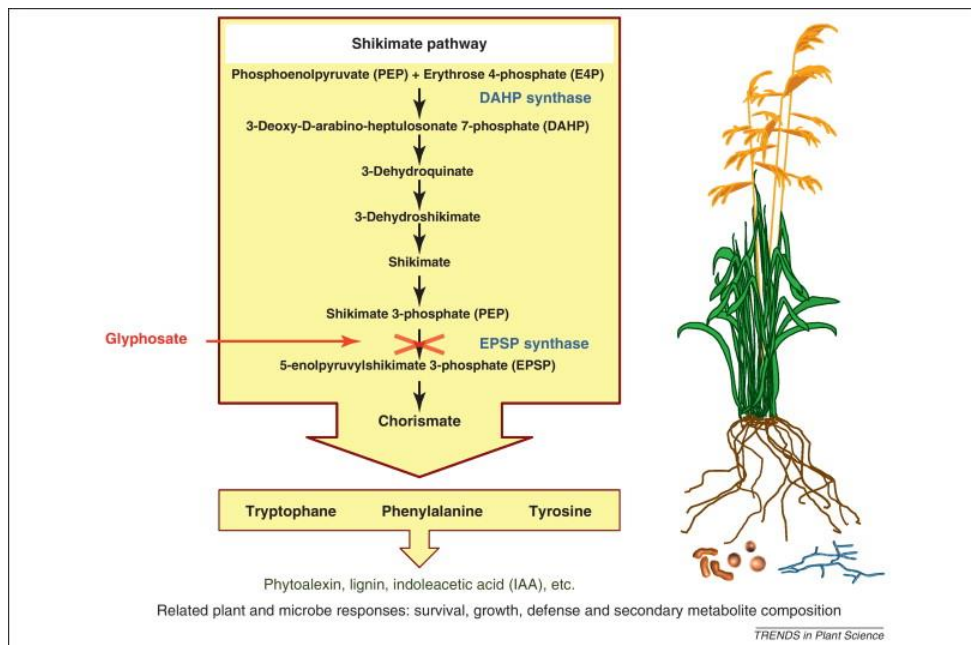 Shikimate pathway
Phosphoenolpyruvate (PEP) + Erythrose 4-phosphate (E4P)
DAHP synthase
3-Deoxy-D-arabino-heptulosonate 7-phosphate (DAHP)
3-Dehydroquinate
3-Dehydroshikimate
Shikimate
Shikimate 3-phosphate (PEP)
Glyphosate
EPSP synthase
5-enolpyruvylshikimate 3-phosphate (EPSP)
Chorismate
Tryptophane Phenylalanine Tyrosine
Phytoalexin, lignin, indoleacetic acid (IAA), etc.
Related plant and microbe responses: survival, growth, defense and secondary metabolite composition
TRENDS in Plant Science